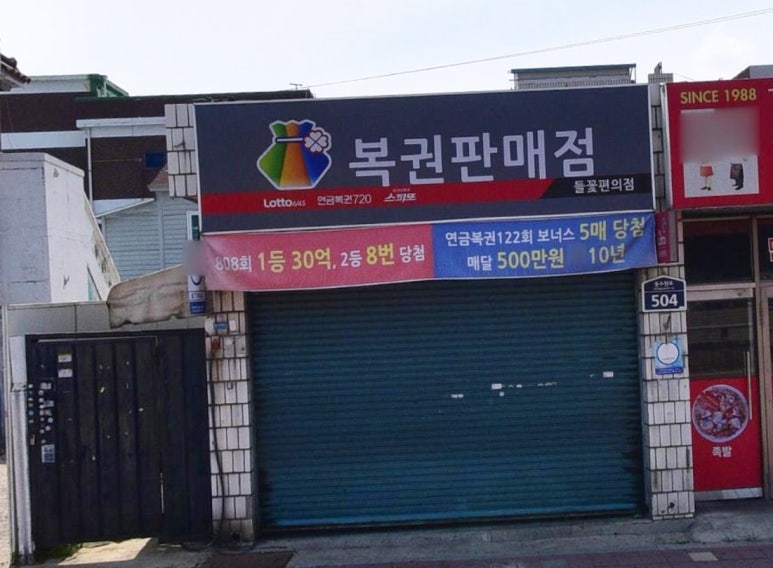 복권판매점
Lotto6/45 연금복권720 스피또
들꽃편의점
808회 1등 30억, 2등 8번 당첨
연금복권122회 보너스 5매 당첨
매달 500만원 10년
504
SINCE 1988
족발